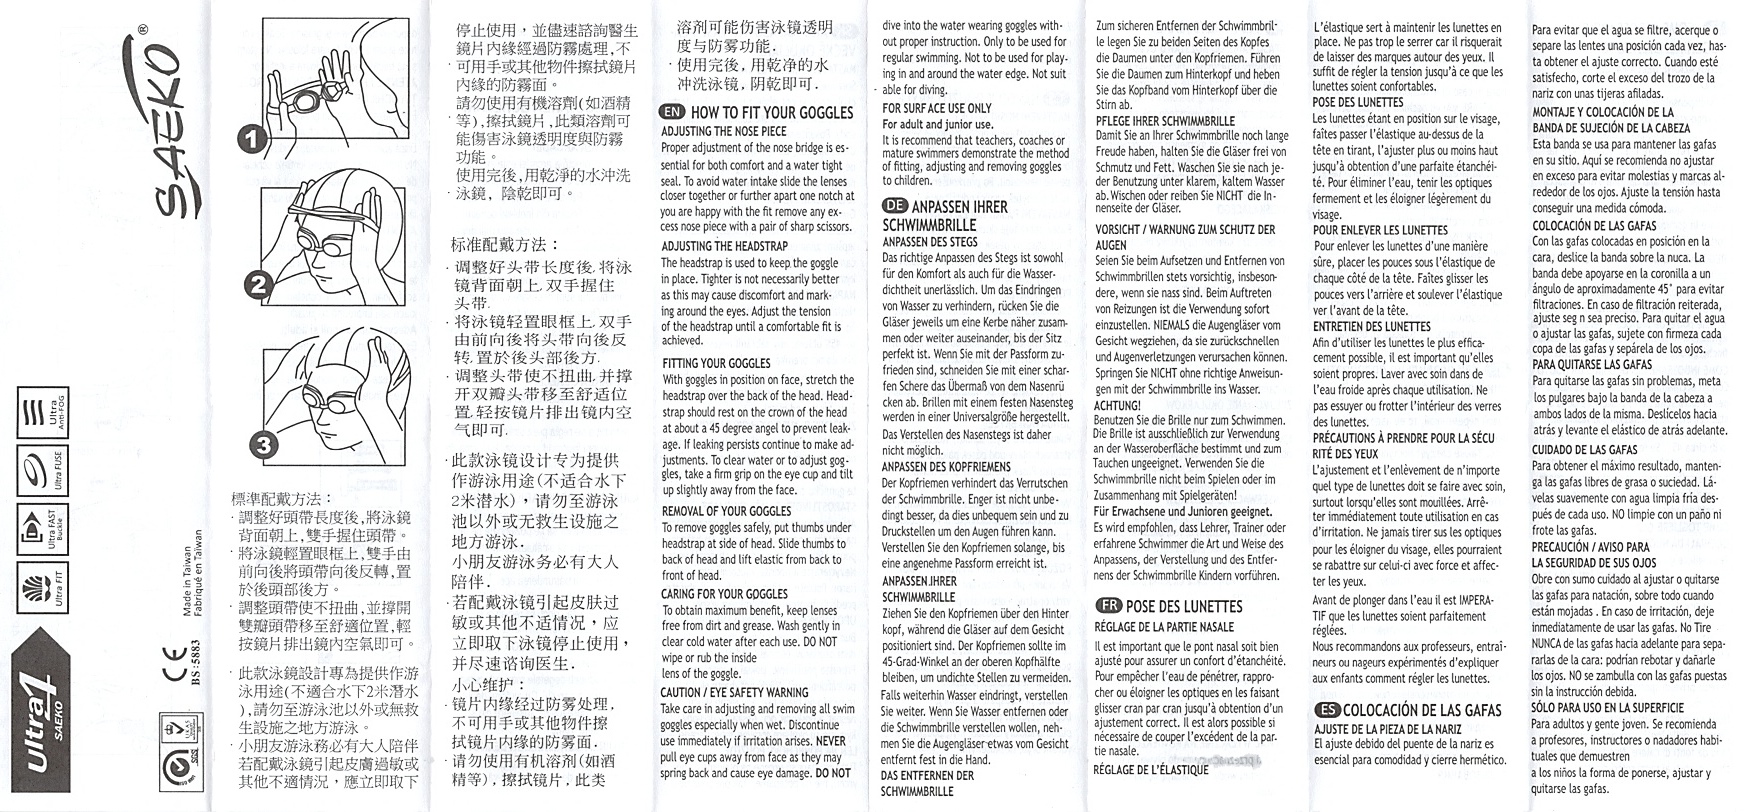 SAEKO®
Ultra
Anti-FOG
Ultra FUSE
Ultra FAST
Buckle
Ultra FIT
Ultra1
SAEKO
Made in Taiwan
Fabriqué en Taiwan
CE
BS:5883
SGS
1
2
3
標準配戴方法：
·調整好頭帶長度後,將泳鏡
背面朝上,雙手握住頭帶。
·將泳鏡輕置眼框上,雙手由
前向後將頭帶向後反轉,置
於後頭部後方。
·調整頭帶使不扭曲,並撐開
雙瓣頭帶移至舒適位置,輕
按鏡片排出鏡內空氣即可。
·此款泳鏡設計專為提供作游
泳用途(不適合水下2米潛水
),請勿至游泳池以外或無救
生設施之地方游泳。
·小朋友游泳務必有大人陪伴
若配戴泳鏡引起皮膚過敏或
其他不適情況，應立即取下
停止使用，並儘速諮詢醫生
鏡片內緣經過防霧處理,不
·可用手或其他物件擦拭鏡片
內緣的防霧面。
請勿使用有機溶劑(如酒精
·等),擦拭鏡片,此類溶劑可
能傷害泳鏡透明度與防霧
功能。
使用完後,用乾淨的水沖洗
·泳鏡，陰乾即可。
标准配戴方法：
·调整好头带长度後,将泳
镜背面朝上,双手握住
头带.
·将泳镜轻置眼框上,双手
由前向後将头带向後反
转,置於後头部後方.
·调整头带使不扭曲,并撑
开双瓣头带移至舒适位
置,轻按镜片排出镜内空
气即可.
·此款泳镜设计专为提供
作游泳用途(不适合水下
2米潜水)，请勿至游泳
池以外或无救生设施之
地方游泳.
小朋友游泳务必有大人
陪伴.
·若配戴泳镜引起皮肤过
敏或其他不适情况，应
立即取下泳镜停止使用，
并尽速谘询医生.
小心维护：
·镜片内缘经过防雾处理，
不可用手或其他物件擦
拭镜片内缘的防雾面.
·请勿使用有机溶剂(如酒
精等)，擦拭镜片，此类
溶剂可能伤害泳镜透明
度与防雾功能.
·使用完後，用乾净的水
冲洗泳镜，阴乾即可.
EN HOW TO FIT YOUR GOGGLES
ADJUSTING THE NOSE PIECE
Proper adjustment of the nose bridge is es-
sential for both comfort and a water tight
seal. To avoid water intake slide the lenses
closer together or further apart one notch at
you are happy with the fit remove any ex-
cess nose piece with a pair of sharp scissors.
ADJUSTING THE HEADSTRAP
The headstrap is used to keep the goggle
in place. Tighter is not necessarily better
as this may cause discomfort and mark-
ing around the eyes. Adjust the tension
of the headstrap until a comfortable fit is
achieved.
FITTING YOUR GOGGLES
With goggles in position on face, stretch the
headstrap over the back of the head. Head-
strap should rest on the crown of the head
at about a 45 degree angel to prevent leak-
age. If leaking persists continue to make ad-
justments. To clear water or to adjust gog-
gles, take a firm grip on the eye cup and tilt
up slightly away from the face.
REMOVAL OF YOUR GOGGLES
To remove goggles safely, put thumbs under
headstrap at side of head. Slide thumbs to
back of head and lift elastic from back to
front of head.
CARING FOR YOUR GOGGLES
To obtain maximum benefit, keep lenses
free from dirt and grease. Wash gently in
clear cold water after each use. DO NOT
wipe or rub the inside
lens of the goggle.
CAUTION / EYE SAFETY WARNING
Take care in adjusting and removing all swim
goggles especially when wet. Discontinue
use immediately if irritation arises. NEVER
pull eye cups away from face as they may
spring back and cause eye damage. DO NOT
dive into the water wearing goggles with-
out proper instruction. Only to be used for
regular swimming. Not to be used for play-
ing in and around the water edge. Not suit
able for diving.
FOR SURF ACE USE ONLY
For adult and junior use.
It is recommend that teachers, coaches or
mature swimmers demonstrate the method
of fitting, adjusting and removing goggles
to children.
DE ANPASSEN IHRER
SCHWIMMBRILLE
ANPASSEN DES STEGS
Das richtige Anpassen des Stegs ist sowohl
für den Komfort als auch für die Wasser-
dichtheit unerlässlich. Um das Eindringen
von Wasser zu verhindern, rücken Sie die
Gläser jeweils um eine Kerbe näher zusam-
men oder weiter auseinander, bis der Sitz
perfekt ist. Wenn Sie mit der Passform zu-
frieden sind, schneiden Sie mit einer schar-
fen Schere das Übermaß von dem Nasenrü
cken ab. Brillen mit einem festen Nasensteg
werden in einer Universalgröße hergestellt.
Das Verstellen des Nasenstegs ist daher
nicht möglich.
ANPASSEN DES KOPFRIEMENS
Der Kopfriemen verhindert das Verrutschen
der Schwimmbrille. Enger ist nicht unbe-
dingt besser, da dies unbequem sein und zu
Druckstellen um den Augen führen kann.
Verstellen Sie den Kopfriemen solange, bis
eine angenehme Passform erreicht ist.
ANPASSEN IHRER
SCHWIMMBRILLE
Ziehen Sie den Kopfriemen über den Hinter
kopf, während die Gläser auf dem Gesicht
positioniert sind. Der Kopfriemen sollte im
45-Grad-Winkel an der oberen Kopfhälfte
bleiben, um undichte Stellen zu vermeiden.
Falls weiterhin Wasser eindringt, verstellen
Sie weiter. Wenn Sie Wasser entfernen oder
die Schwimmbrille verstellen wollen, neh-
men Sie die Augengläser etwas vom Gesicht
entfernt fest in die Hand.
DAS ENTFERNEN DER
SCHWIMMBRILLE
Zum sicheren Entfernen der Schwimmbril-
le legen Sie zu beiden Seiten des Kopfes
die Daumen unter den Kopfriemen. Führen
Sie die Daumen zum Hinterkopf und heben
Sie das Kopfband vom Hinterkopf über die
Stirn ab.
PFLEGE IHRER SCHWIMMBRILLE
Damit Sie an Ihrer Schwimmbrille noch lange
Freude haben, halten Sie die Gläser frei von
Schmutz und Fett. Waschen Sie sie nach je-
der Benutzung unter klarem, kaltem Wasser
ab. Wischen oder reiben Sie NICHT die In-
nenseite der Gläser.
VORSICHT / WARNUNG ZUM SCHUTZ DER
AUGEN
Seien Sie beim Aufsetzen und Entfernen von
Schwimmbrillen stets vorsichtig, insbeson-
dere, wenn sie nass sind. Beim Auftreten
von Reizungen ist die Verwendung sofort
einzustellen. NIEMALS die Augengläser vom
Gesicht wegziehen, da sie zurückschnellen
und Augenverletzungen verursachen können.
Springen Sie NICHT ohne richtige Anweisun-
gen mit der Schwimmbrille ins Wasser.
ACHTUNG!
Benutzen Sie die Brille nur zum Schwimmen.
Die Brille ist ausschließlich zur Verwendung
an der Wasseroberfläche bestimmt und zum
Tauchen ungeeignet. Verwenden Sie die
Schwimmbrille nicht beim Spielen oder im
Zusammenhang mit Spielgeräten!
Für Erwachsene und Junioren geeignet.
Es wird empfohlen, dass Lehrer, Trainer oder
erfahrene Schwimmer die Art und Weise des
Anpassens, der Verstellung und des Entfer-
nens der Schwimmbrille Kindern vorführen.
FR POSE DES LUNETTES
RÉGLAGE DE LA PARTIE NASALE
Il est important que le pont nasal soit bien
ajusté pour assurer un confort d'étanchéité.
Pour empêcher l'eau de pénétrer, rappro-
cher ou éloigner les optiques en les faisant
glisser cran par cran jusqu'à obtention d'un
ajustement correct. Il est alors possible si
nécessaire de couper l'excédent de la par-
tie nasale.
RÉGLAGE DE L'ÉLASTIQUE
L'élastique sert à maintenir les lunettes en
place. Ne pas trop le serrer car il risquerait
de laisser des marques autour des yeux. Il
suffit de régler la tension jusqu'à ce que les
lunettes soient confortables.
POSE DES LUNETTES
Les lunettes étant en position sur le visage,
faîtes passer l'élastique au-dessus de la
tête en tirant, l'ajuster plus ou moins haut
jusqu'à obtention d'une parfaite étanchéi-
té. Pour éliminer l'eau, tenir les optiques
fermement et les éloigner légèrement du
visage.
POUR ENLEVER LES LUNETTES
Pour enlever les lunettes d'une manière
sûre, placer les pouces sous l'élastique de
chaque côté de la tête. Faîtes glisser les
pouces vers l'arrière et soulever l'élastique
ver l'avant de la tête.
ENTRETIEN DES LUNETTES
Afin d'utiliser les lunettes le plus effica-
cement possible, il est important qu'elles
soient propres. Laver avec soin dans de
l'eau froide après chaque utilisation. Ne
pas essuyer ou frotter l'intérieur des verres
des lunettes.
PRÉCAUTIONS À PRENDRE POUR LA SÉCU
RITÉ DES YEUX
L'ajustement et l'enlèvement de n'importe
quel type de lunettes doit se faire avec soin,
surtout lorsqu'elles sont mouillées. Arrê-
ter immédiatement toute utilisation en cas
d'irritation. Ne jamais tirer sus les optiques
pour les éloigner du visage, elles pourraient
se rabattre sur celui-ci avec force et affec-
ter les yeux.
Avant de plonger dans l'eau il est IMPERA-
TIF que les lunettes soient parfaitement
réglées.
Nous recommandons aux professeurs, entraî-
neurs ou nageurs expérimentés d'expliquer
aux enfants comment régler les lunettes.
ES COLOCACIÓN DE LAS GAFAS
AJUSTE DE LA PIEZA DE LA NARIZ
El ajuste debido del puente de la nariz es
esencial para comodidad y cierre hermético.
Para evitar que el agua se filtre, acerque o
separe las lentes una posición cada vez, has-
ta obtener el ajuste correcto. Cuando esté
satisfecho, corte el exceso del trozo de la
nariz con unas tijeras afiladas.
MONTAJE Y COLOCACIÓN DE LA
BANDA DE SUJECIÓN DE LA CABEZA
Esta banda se usa para mantener las gafas
en su sitio. Aquí se recomienda no ajustar
en exceso para evitar molestias y marcas al-
rededor de los ojos. Ajuste la tensión hasta
conseguir una medida cómoda.
COLOCACIÓN DE LAS GAFAS
Con las gafas colocadas en posición en la
cara, deslice la banda sobre la nuca. La
banda debe apoyarse en la coronilla a un
ángulo de aproximadamente 45° para evitar
filtraciones. En caso de filtración reiterada,
ajuste seg n sea preciso. Para quitar el agua
o ajustar las gafas, sujete con firmeza cada
copa de las gafas y sepárela de los ojos.
PARA QUITARSE LAS GAFAS
Para quitarse las gafas sin problemas, meta
los pulgares bajo la banda de la cabeza a
ambos lados de la misma. Deslícelos hacia
atrás y levante el elástico de atrás adelante.
CUIDADO DE LAS GAFAS
Para obtener el máximo resultado, manten-
ga las gafas libres de grasa o suciedad. Lá-
velas suavemente con agua limpia fría des-
pués de cada uso. NO limpie con un paño ni
frote las gafas.
PRECAUCIÓN / AVISO PARA
LA SEGURIDAD DE SUS OJOS
Obre con sumo cuidado al ajustar o quitarse
las gafas para natación, sobre todo cuando
están mojadas . En caso de irritación, deje
inmediatamente de usar las gafas. No Tire
NUNCA de las gafas hacia adelante para sepa-
rarlas de la cara: podrían rebotar y dañarle
los ojos. NO se zambulla con las gafas puestas
sin la instrucción debida.
SÓLO PARA USO EN LA SUPERFICIE
Para adultos y gente joven. Se recomienda
a profesores, instructores o nadadores habi-
tuales que demuestren
a los niños la forma de ponerse, ajustar y
quitarse las gafas.